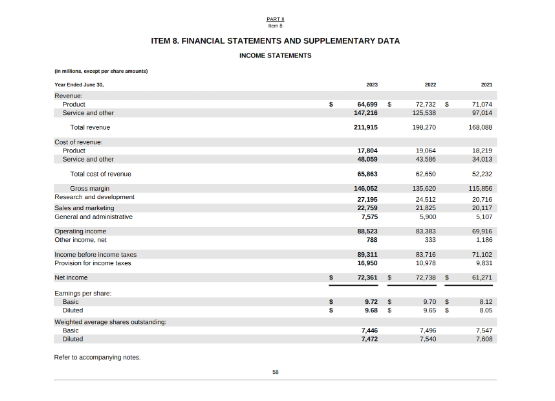 PART II
Item 8
ITEM 8. FINANCIAL STATEMENTS AND SUPPLEMENTARY DATA
INCOME STATEMENTS
(In millions, except per share amounts)
Year Ended June 30, 2023 2022 2021
Revenue:
Product $ 64,699 $ 72,732 $ 71,074
Service and other 147,216 125,538 97,014
Total revenue 211,915 198,270 168,088
Cost of revenue:
Product 17,804 19,064 18,219
Service and other 48,059 43,586 34,013
Total cost of revenue 65,863 62,650 52,232
Gross margin 146,052 135,620 115,856
Research and development 27,195 24,512 20,716
Sales and marketing 22,759 21,825 20,117
General and administrative 7,575 5,900 5,107
Operating income 88,523 83,383 69,916
Other income, net 788 333 1,186
Income before income taxes 89,311 83,716 71,102
Provision for income taxes 16,950 10,978 9,831
Net income $ 72,361 $ 72,738 $ 61,271
Earnings per share:
Basic $ 9.72 $ 9.70 $ 8.12
Diluted $ 9.68 $ 9.65 $ 8.05
Weighted average shares outstanding:
Basic 7,446 7,496 7,547
Diluted 7,472 7,540 7,608
Refer to accompanying notes.
56